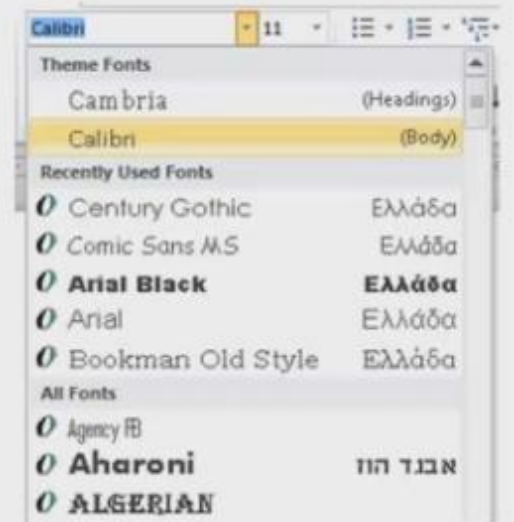 Calibri 11
Theme Fonts
Cambria (Headings)
Calibri (Body)
Recently Used Fonts
O Century Gothic Ελλάδα
O Comic Sans MS Ελλάδα
O Arial Black Ελλάδα
O Arial Ελλάδα
O Bookman Old Style Ελλάδα
All Fonts
O Agency FB
O Aharoni אבגד הוז
O ALGERIAN